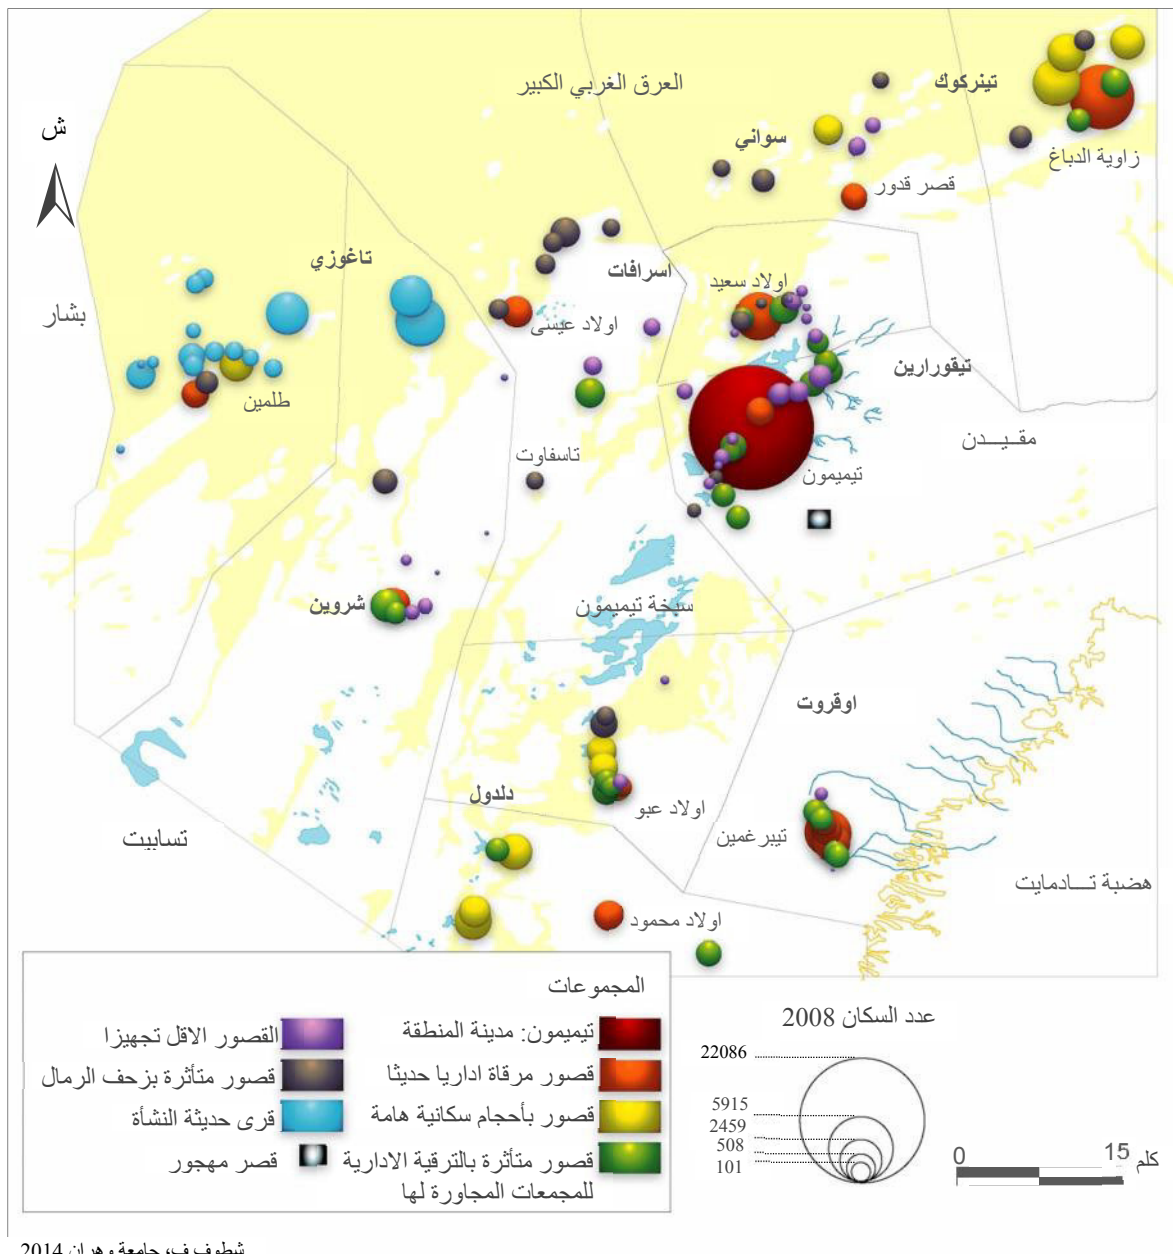 العرق الغربي الكبير
تينركوك
ش
سواني
زاوية الدباغ
قصر قدور
تاغوزي
اسرافات
اولاد سعيد
بشار
اولاد عيسى
تيقورارين
طلمين
مقيــدن
تاسفاوت
تيميمون
شروين
سبخة تيميمون
اوقروت
دلدول
اولاد عبو
تسابيت
تيبرغمين
هضبة تــادمايت
اولاد محمود
المجموعات
تيميمون: مدينة المنطقة
قصور مرقاة اداريا حديثا
قصور بأحجام سكانية هامة
قصور متأثرة بالترقية الادارية
للمجمعات المجاورة لها
القصور الاقل تجهيزا
قصور متأثرة بزحف الرمال
قرى حديثة النشأة
قصر مهجور
عدد السكان 2008
22086
5915
2459
508
101
0 15 كلم
شطوف ف، جامعة وهران 2014